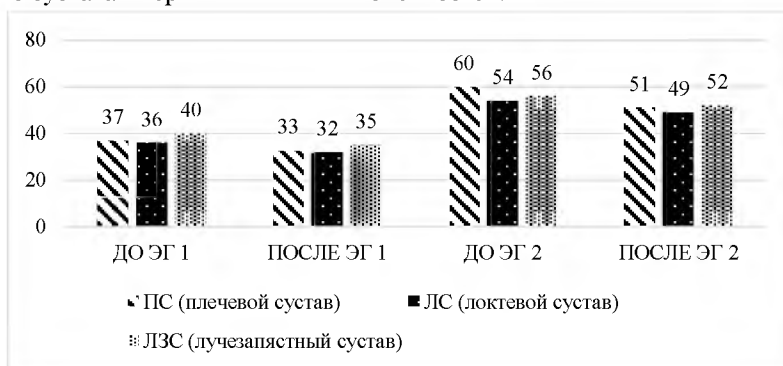 80
60
40
20
0
37 36 40
33 32 35
60 54 56
51 49 52
ДО ЭГ 1 ПОСЛЕ ЭГ 1 ДО ЭГ 2 ПОСЛЕ ЭГ 2
ПС (плечевой сустав) ЛС (локтевой сустав)
ЛЗС (лучезапястный сустав)